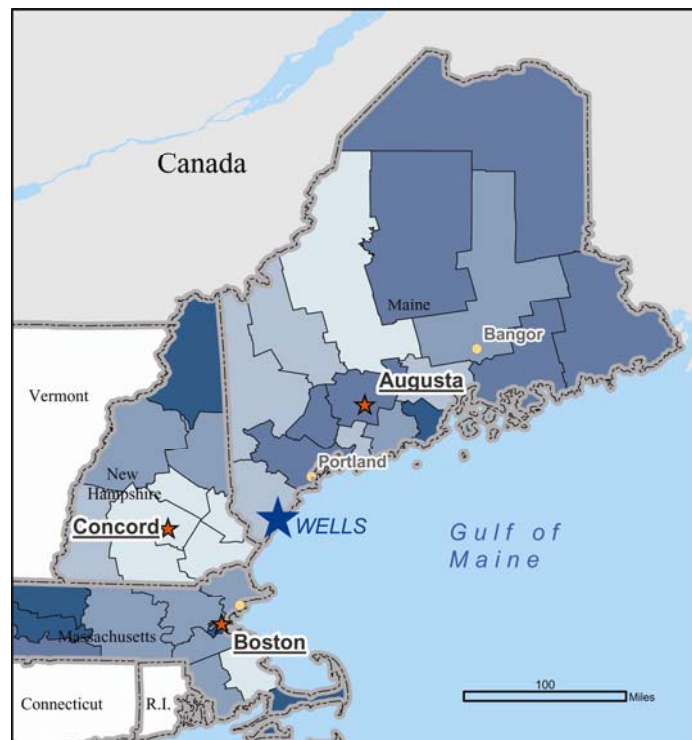 Canada
Maine
Bangor
Augusta
Vermont
Portland
New
Hampshire
Concord
WELLS
Gulf of
Maine
Massachusetts
Boston
100
Miles
Connecticut
R.I.